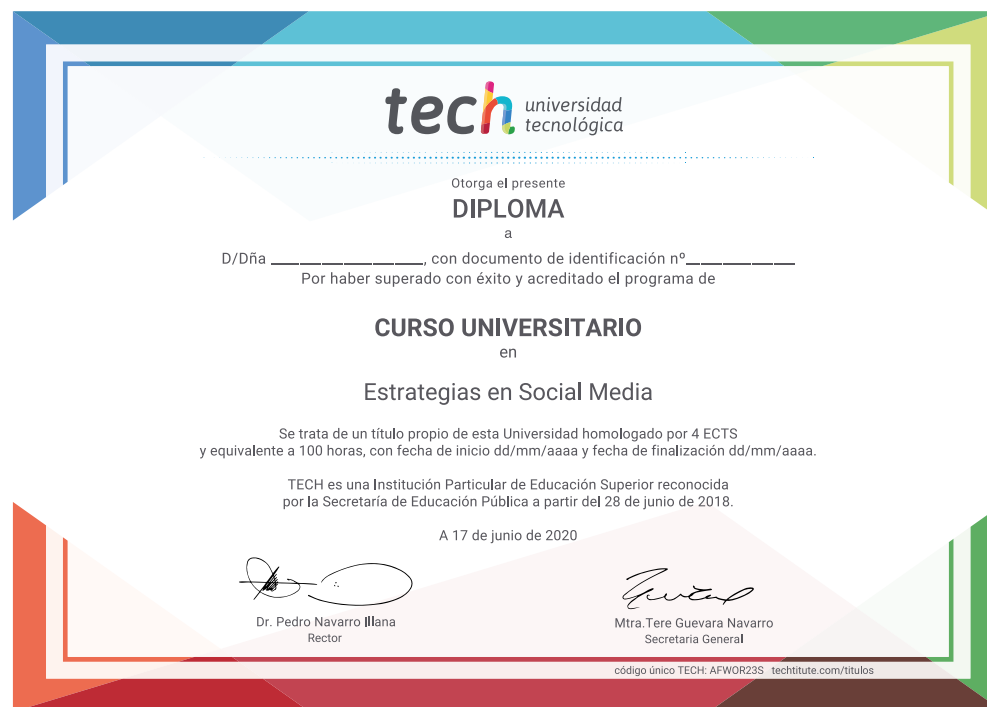 tech universidad
tecnológica
Otorga el presente
DIPLOMA
a
D/Dña ____________________, con documento de identificación nº______________
Por haber superado con éxito y acreditado el programa de
CURSO UNIVERSITARIO
en
Estrategias en Social Media
Se trata de un título propio de esta Universidad homologado por 4 ECTS
y equivalente a 100 horas, con fecha de inicio dd/mm/aaaa y fecha de finalización dd/mm/aaaa.
TECH es una Institución Particular de Educación Superior reconocida
por la Secretaría de Educación Pública a partir del 28 de junio de 2018.
A 17 de junio de 2020
Dr. Pedro Navarro Illana
Rector
Mtra.Tere Guevara Navarro
Secretaria General
código único TECH: AFWOR23S techtitute.com/titulos